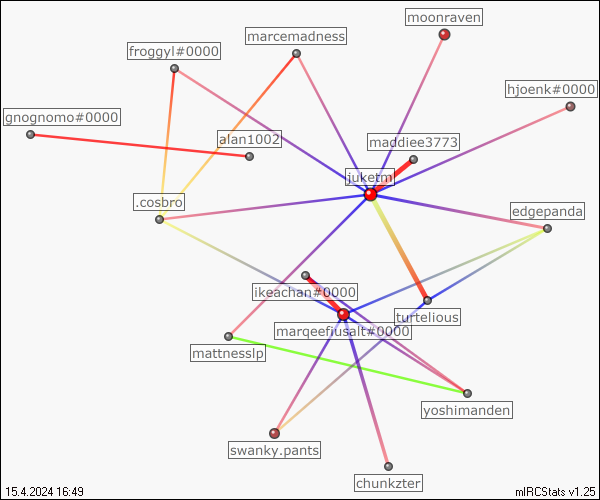 moonraven
marcemadness
froggyl#0000
hjoenk#0000
gnognomo#0000
alan1002
maddiee3773
juketm
.cosbro
edgepanda
ikeachan#0000
turtelious
marqeefiusalt#0000
mattnesslp
yoshimanden
swanky.pants
chunkzter
15.4.2024 16:49
mIRCStats v1.25